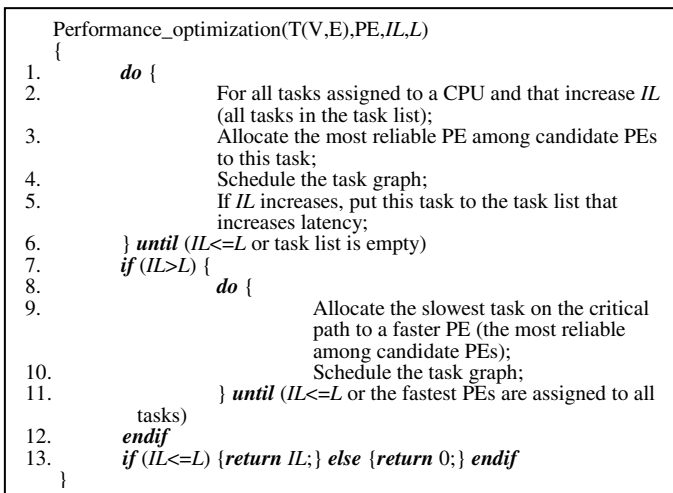 Performance_optimization(T(V,E),PE,IL,L)
{
1. do {
2. For all tasks assigned to a CPU and that increase IL
(all tasks in the task list);
3. Allocate the most reliable PE among candidate PEs
to this task;
4. Schedule the task graph;
5. If IL increases, put this task to the task list that
increases latency;
6. } until (IL<=L or task list is empty)
7. if (IL>L) {
8. do {
9. Allocate the slowest task on the critical
path to a faster PE (the most reliable
among candidate PEs);
10. Schedule the task graph;
11. } until (IL<=L or the fastest PEs are assigned to all
tasks)
12. endif
13. if (IL<=L) {return IL;} else {return 0;} endif
}